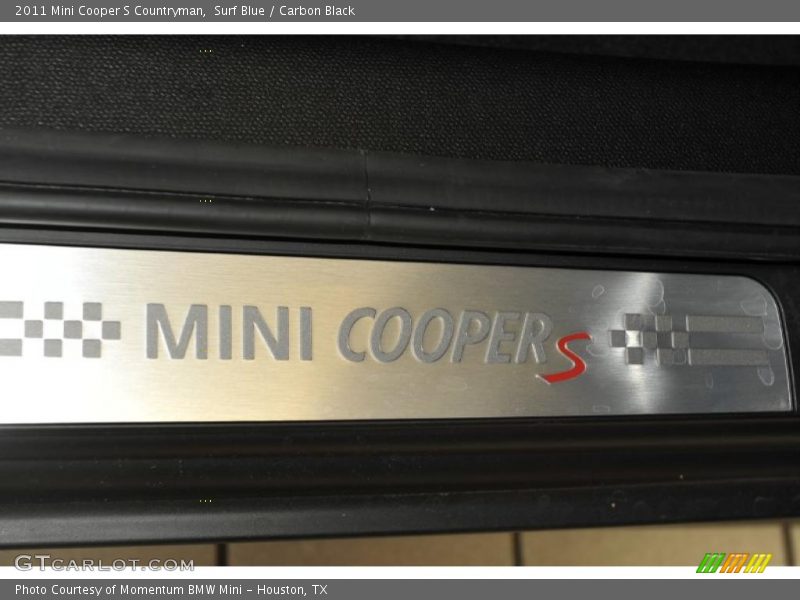 2011 Mini Cooper S Countryman, Surf Blue / Carbon Black
MINI COOPER S
GTCARLOT.COM
Photo Courtesy of Momentum BMW Mini - Houston, TX